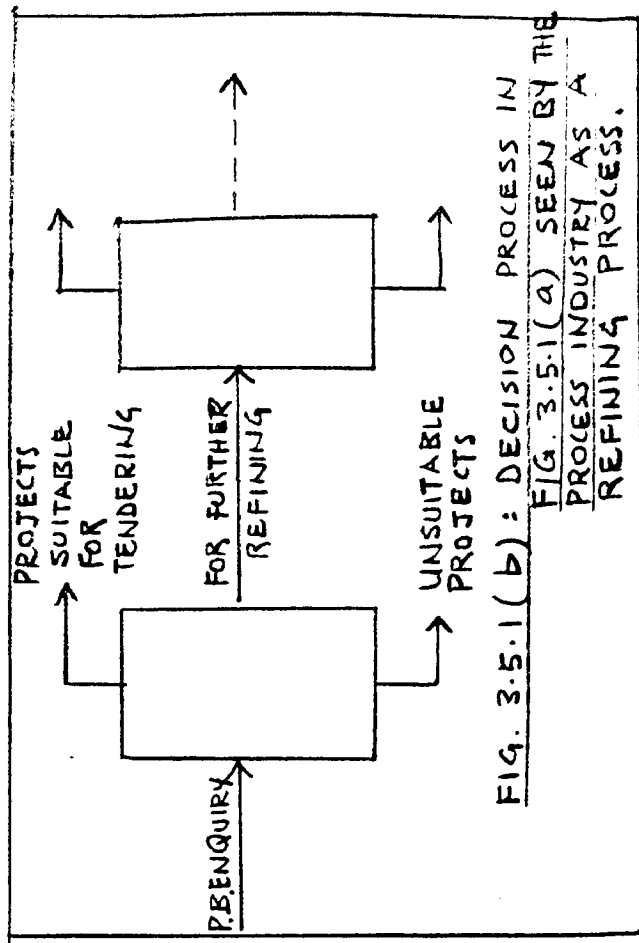 PROJECTS
SUITABLE
FOR
TENDERING
P.B.ENQUIRY
FOR FURTHER
REFINING
UNSUITABLE
PROJECTS
FIG. 3.5.1(b): DECISION PROCESS IN
FIG. 3.5.1(a) SEEN BY THE
PROCESS INDUSTRY AS A
REFINING PROCESS.